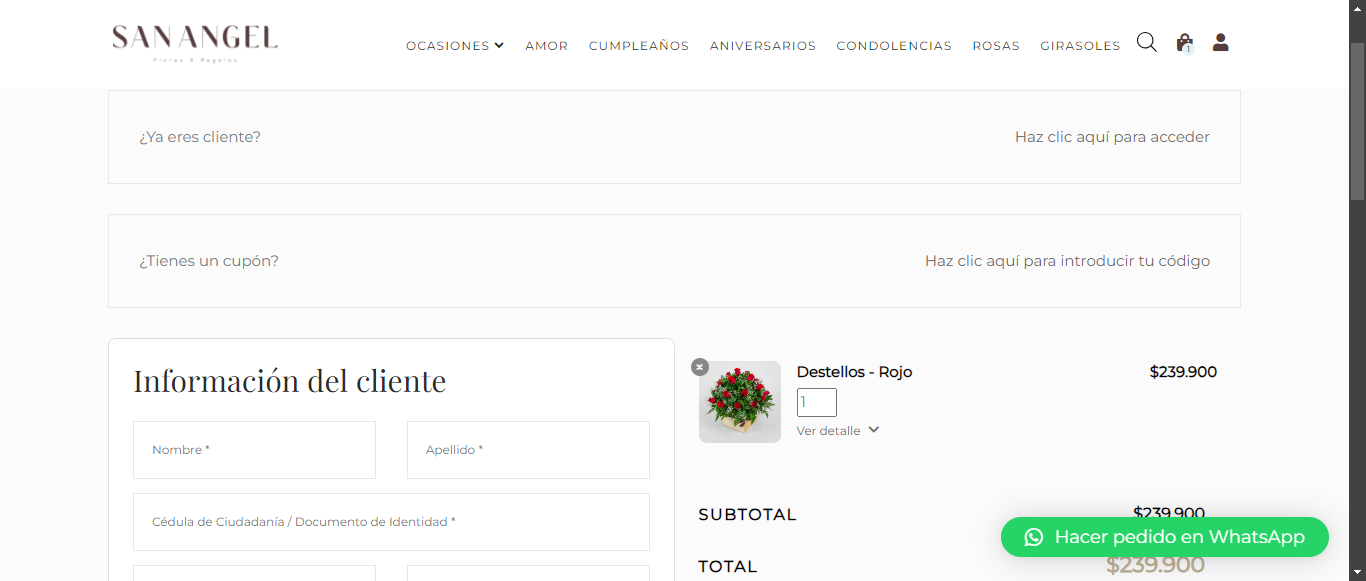 SAN ANGEL
Flores & Regalos
OCASIONES AMOR CUMPLEAÑOS ANIVERSARIOS CONDOLENCIAS ROSAS GIRASOLES 1
¿Ya eres cliente? Haz clic aquí para acceder
¿Tienes un cupón? Haz clic aquí para introducir tu código
Información del cliente
Nombre * Apellido *
Cédula de Ciudadanía / Documento de Identidad *
Destellos - Rojo $239.900
1
Ver detalle
SUBTOTAL $239.900
Hacer pedido en WhatsApp
TOTAL $239.900